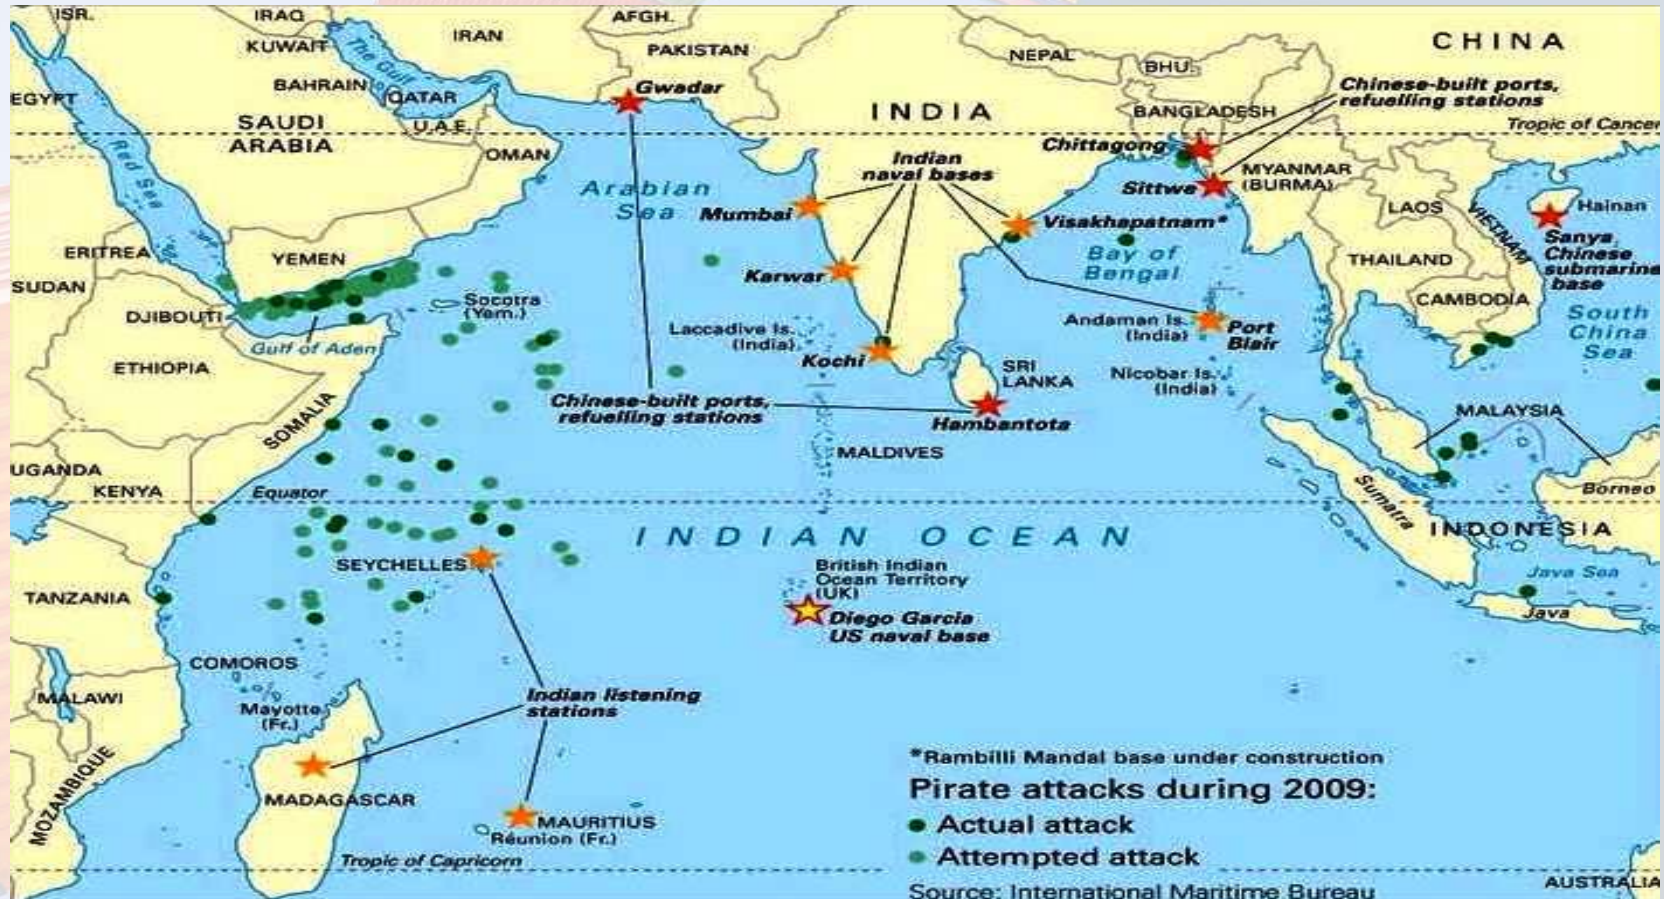 ISR.
IRAQ
AFGH.
KUWAIT
IRAN
PAKISTAN
NEPAL
BHU.
CHINA
The Gulf
BAHRAIN
QATAR
Gwadar
Chinese-built ports,
refuelling stations
EGYPT
SAUDI
ARABIA
U.A.E.
INDIA
BANGLADESH
Tropic of Cancer
OMAN
Red Sea
Indian
naval bases
Chittagong
MYANMAR
(BURMA)
Arabian
Sea
Mumbai
Sittwe
LAOS
VIETNAM
Hainan
Visakhapatnam*
Sanya,
Chinese
submarine
base
ERITREA
YEMEN
Karwar
Bay of
Bengal
THAILAND
SUDAN
DJIBOUTI
Socotra
(Yem.)
CAMBODIA
South
China
Sea
Gulf of Aden
Laccadive Is.
(India)
Kochi
Andaman Is.
(India)
Port
Blair
ETHIOPIA
SRI
LANKA
Nicobar Is.
(India)
SOMALIA
Chinese-built ports,
refuelling stations
Hambantota
MALAYSIA
UGANDA
KENYA
MALDIVES
Equator
Sumatra
Borneo
INDIAN OCEAN
INDONESIA
SEYCHELLES
British Indian
Ocean Territory
(UK)
Java Sea
TANZANIA
Diego Garcia
US naval base
Java
COMOROS
MALAWI
Mayotte
(Fr.)
Indian listening
stations
MOZAMBIQUE
MADAGASCAR
MAURITIUS
Réunion (Fr.)
Tropic of Capricorn
*Rambilli Mandal base under construction
Pirate attacks during 2009:
Actual attack
Attempted attack
Source: International Maritime Bureau
AUSTRALIA